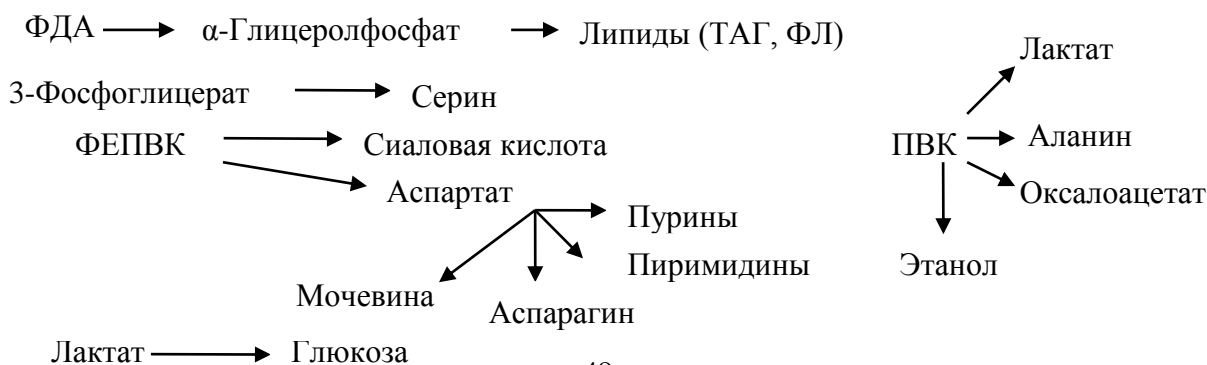 ФДА α-Глицеролфосфат Липиды (ТАГ, ФЛ)
Лактат
3-Фосфоглицерат Серин
ФЕПВК Сиаловая кислота ПВК Аланин
Аспартат Оксалоацетат
Пурины
Пиримидины Этанол
Мочевина
Аспарагин
Лактат Глюкоза